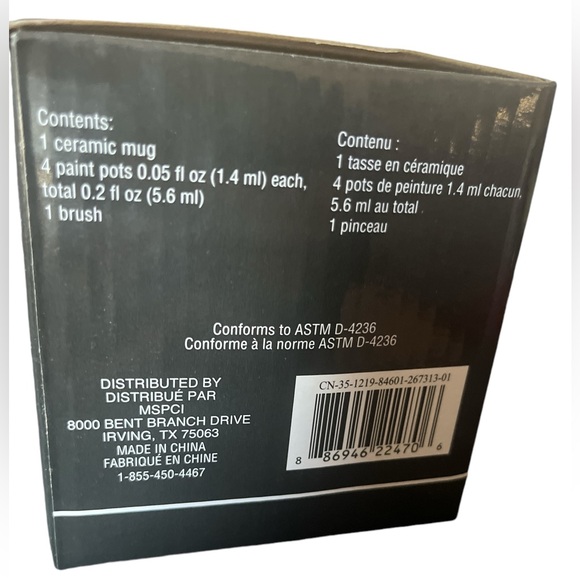 Contents:
1 ceramic mug
4 paint pots 0.05 fl oz (1.4 ml) each,
total 0.2 fl oz (5.6 ml)
1 brush
Contenu :
1 tasse en céramique
4 pots de peinture 1.4 ml chacun,
5.6 ml au total
1 pinceau
Conforms to ASTM D-4236
Conforme à la norme ASTM D-4236
DISTRIBUTED BY
DISTRIBUÉ PAR
MSPCI
8000 BENT BRANCH DRIVE
IRVING, TX 75063
MADE IN CHINA
FABRIQUÉ EN CHINE
1-855-450-4467
CN-35-1219-84601-267313-01
8 86946 22470 6